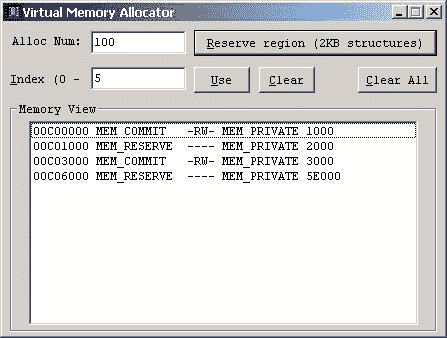 Virtual Memory Allocator
Alloc Num: 100 Reserve region (2KB structures)
Index (0 - 5 Use Clear Clear All
Memory View
00C00000 MEM_COMMIT -RW- MEM_PRIVATE 1000
00C01000 MEM_RESERVE ---- MEM_PRIVATE 2000
00C03000 MEM_COMMIT -RW- MEM_PRIVATE 3000
00C06000 MEM_RESERVE ---- MEM_PRIVATE 5E000